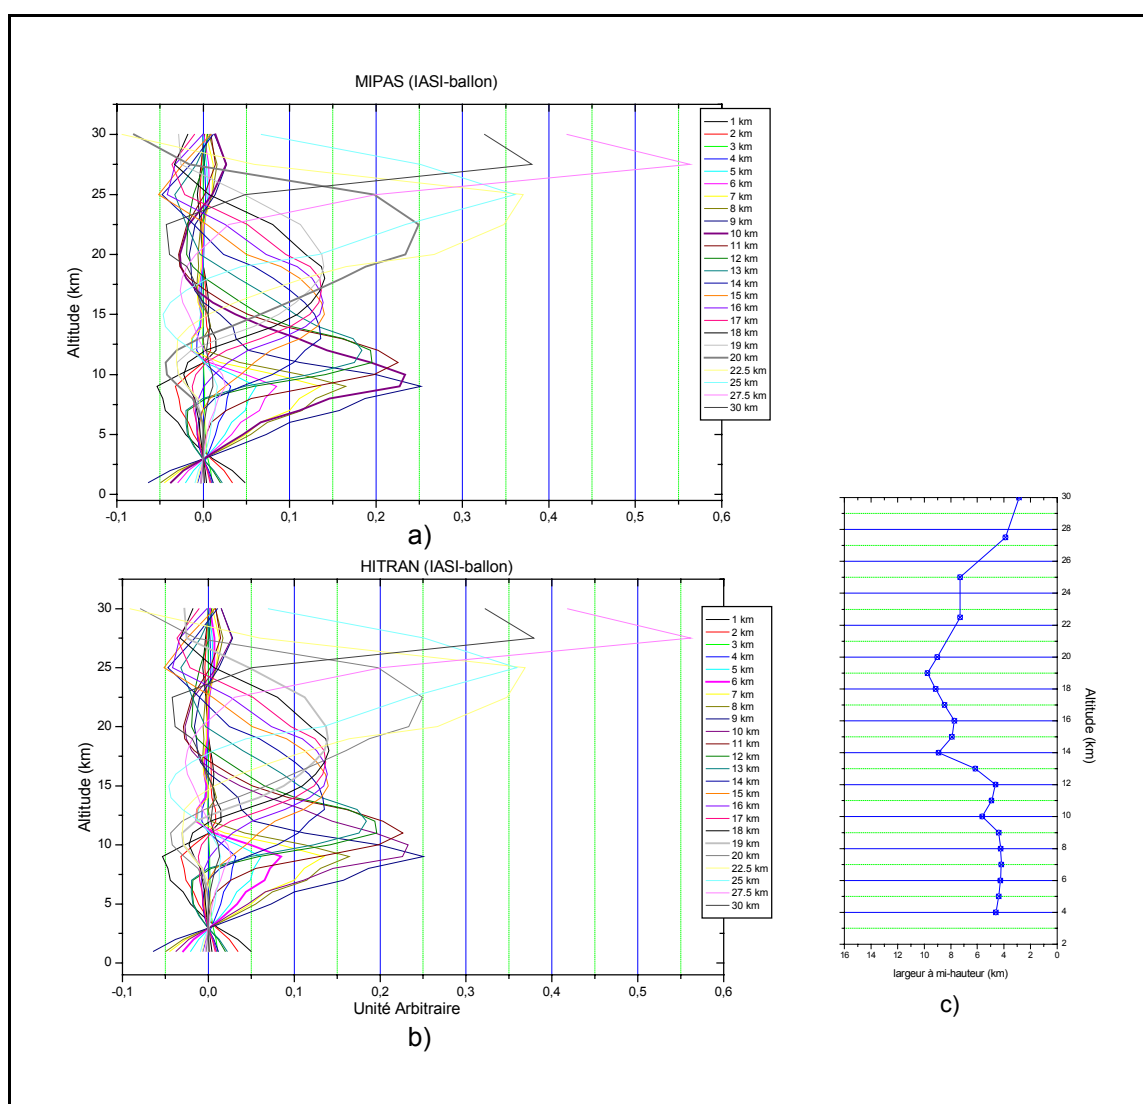 MIPAS (IASI-ballon)
30
25
20
15
10
5
0
Altitude (km)
-0,1 0,0 0,1 0,2 0,3 0,4 0,5 0,6
1 km
2 km
3 km
4 km
5 km
6 km
7 km
8 km
9 km
10 km
11 km
12 km
13 km
14 km
15 km
16 km
17 km
18 km
19 km
20 km
22.5 km
25 km
27.5 km
30 km
a)
HITRAN (IASI-ballon)
30
25
20
15
10
5
0
Altitude (km)
-0,1 0,0 0,1 0,2 0,3 0,4 0,5 0,6
Unité Arbitraire
1 km
2 km
3 km
4 km
5 km
6 km
7 km
8 km
9 km
10 km
11 km
12 km
13 km
14 km
15 km
16 km
17 km
18 km
19 km
20 km
22.5 km
25 km
27.5 km
30 km
b)
30
28
26
24
22
20
18
16
14
12
10
8
6
4
2
Altitude (km)
16 14 12 10 8 6 4 2 0
largeur à mi-hauteur (km)
c)